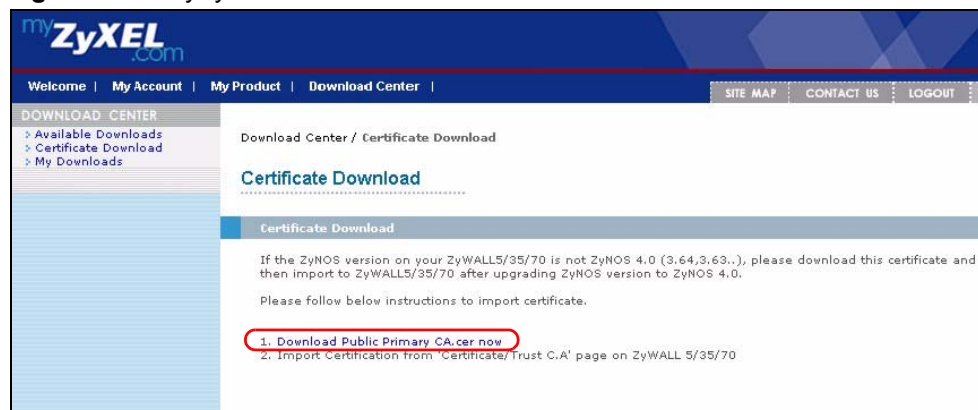 myZyXEL.com
Welcome | My Account | My Product | Download Center |
SITE MAP CONTACT US LOGOUT
DOWNLOAD CENTER
> Available Downloads
> Certificate Download
> My Downloads
Download Center / Certificate Download
Certificate Download
Certificate Download
If the ZyNOS version on your ZyWALL5/35/70 is not ZyNOS 4.0 (3.64,3.63..), please download this certificate and
then import to ZyWALL5/35/70 after upgrading ZyNOS version to ZyNOS 4.0.
Please follow below instructions to import certificate.
1. Download Public Primary CA.cer now
2. Import Certification from 'Certificate/Trust C.A' page on ZyWALL 5/35/70